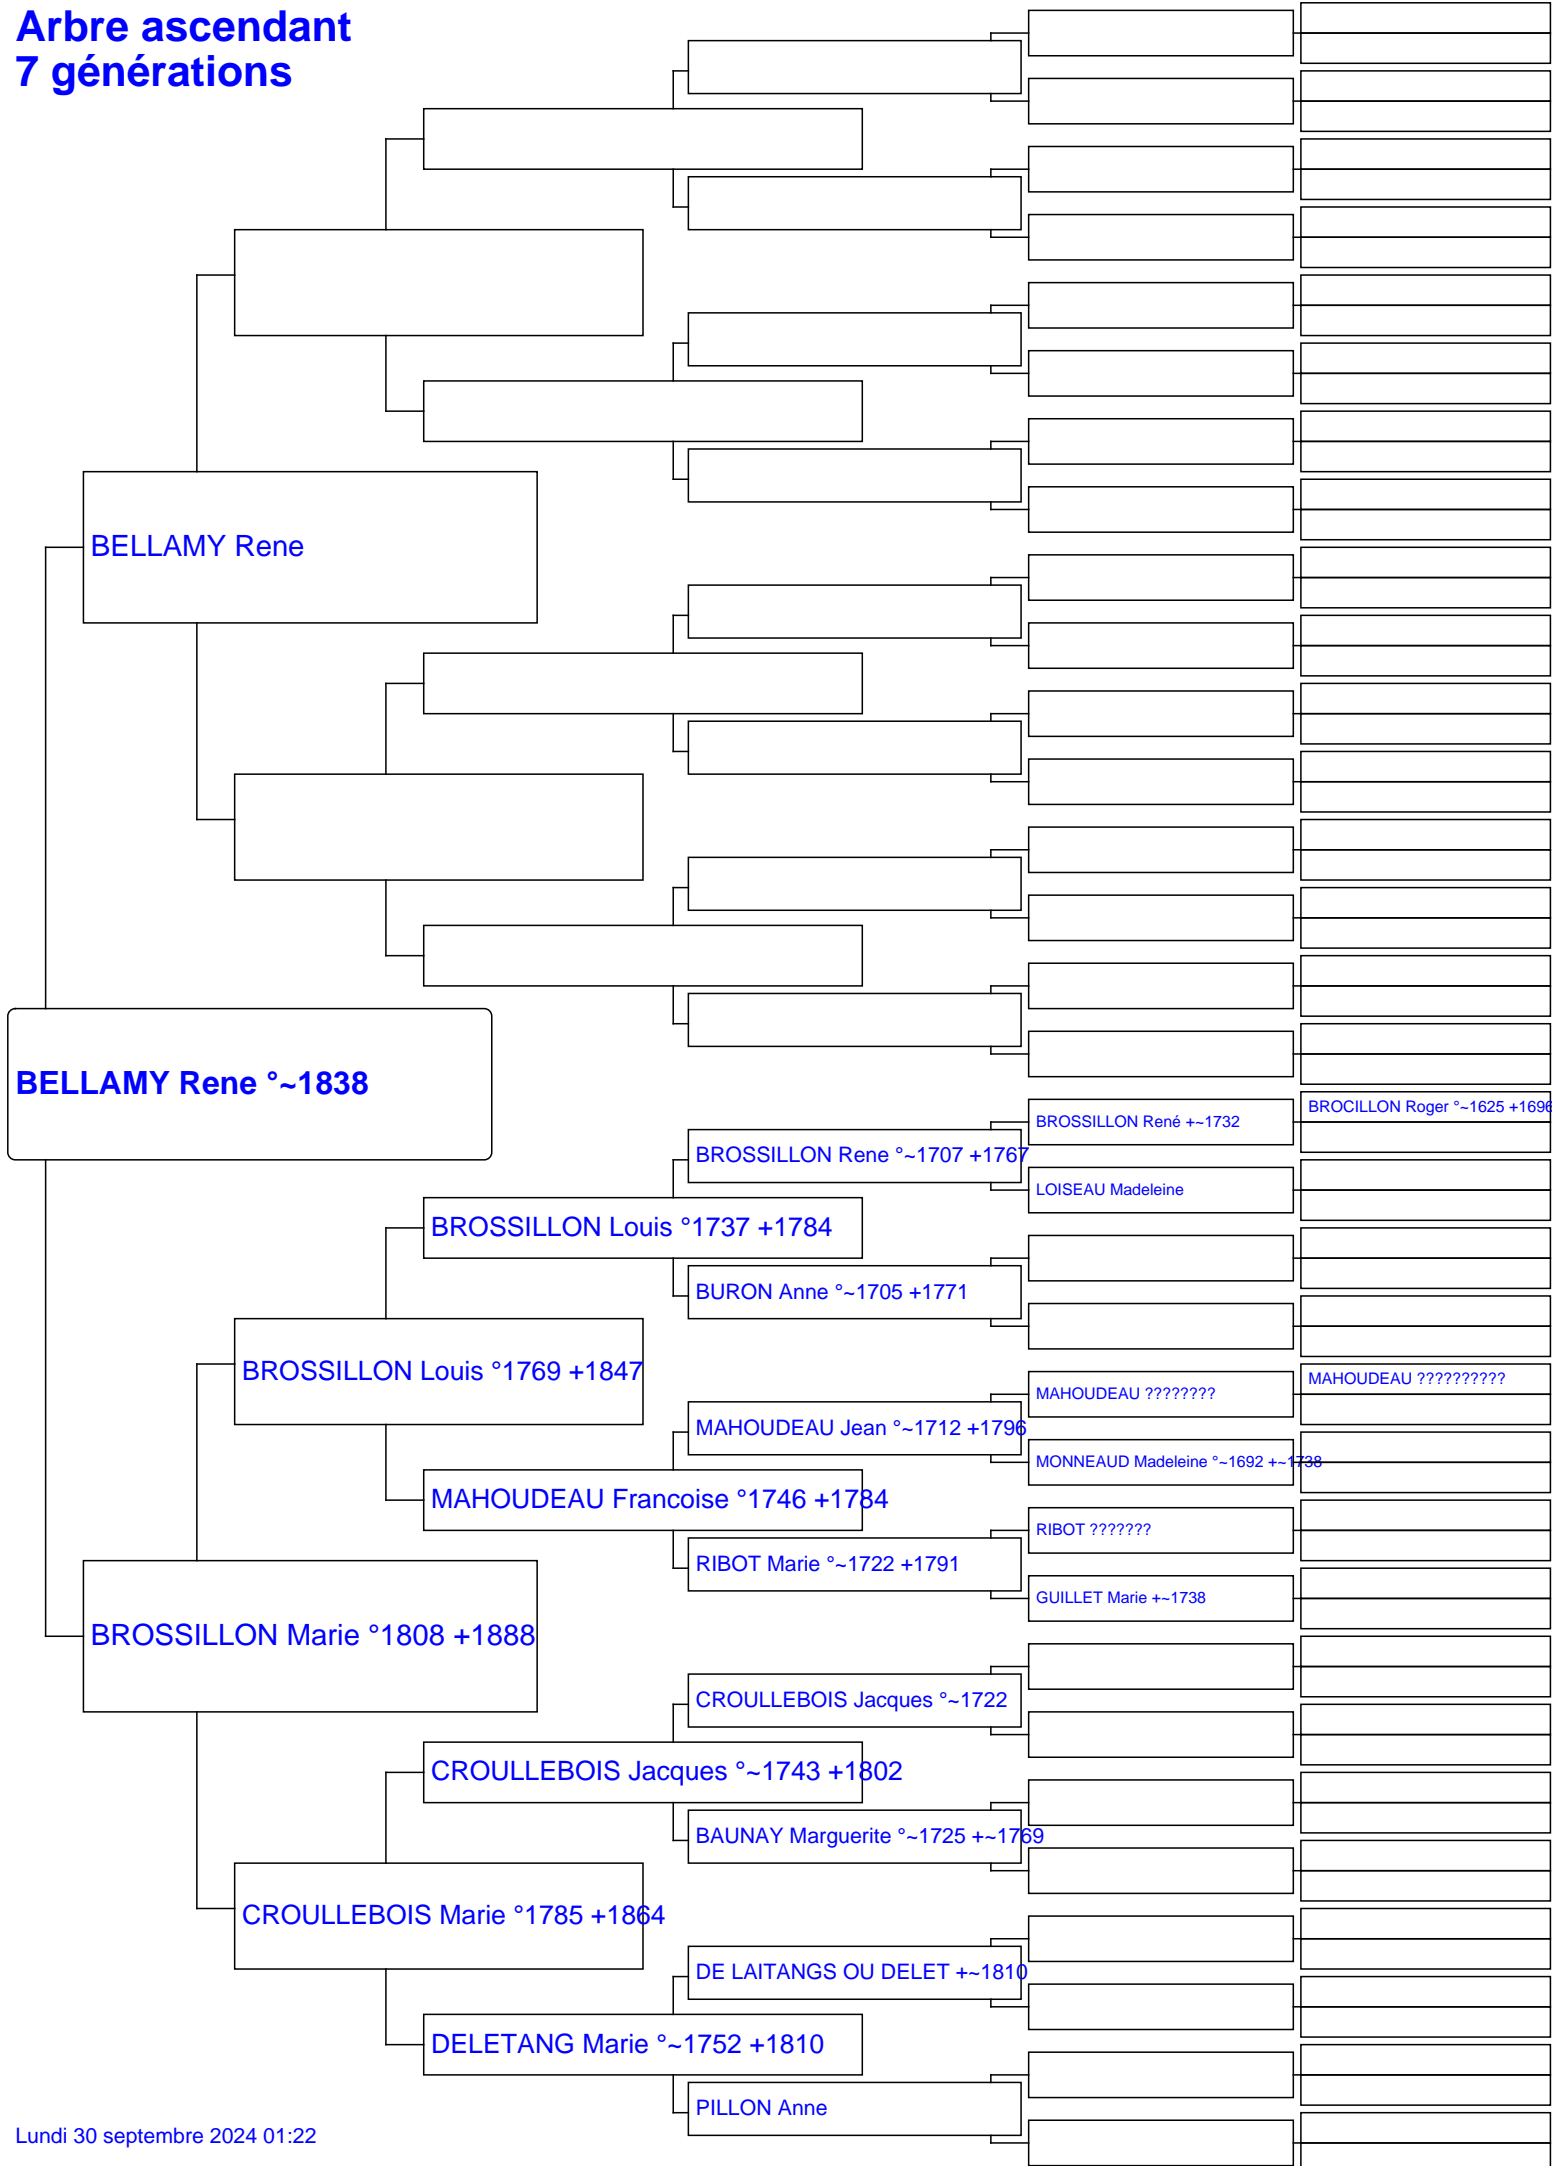 Arbre ascendant
7 générations
BELLAMY Rene
BELLAMY Rene °~1838
BROSSILLON René +~1732
BROCILLON Roger °~1625 +1696
BROSSILLON Rene °~1707 +1767
LOISEAU Madeleine
BROSSILLON Louis °1737 +1784
BURON Anne °~1705 +1771
BROSSILLON Louis °1769 +1847
MAHOUDEAU ????????
MAHOUDEAU ??????????
MAHOUDEAU Jean °~1712 +1796
MONNEAUD Madeleine °~1692 +~1738
MAHOUDEAU Francoise °1746 +1784
RIBOT ???????
RIBOT Marie °~1722 +1791
GUILLET Marie +~1738
BROSSILLON Marie °1808 +1888
CROULLEBOIS Jacques °~1722
CROULLEBOIS Jacques °~1743 +1802
BAUNAY Marguerite °~1725 +~1769
CROULLEBOIS Marie °1785 +1864
DE LAITANGS OU DELET +~1810
DELETANG Marie °~1752 +1810
PILLON Anne
Lundi 30 septembre 2024 01:22